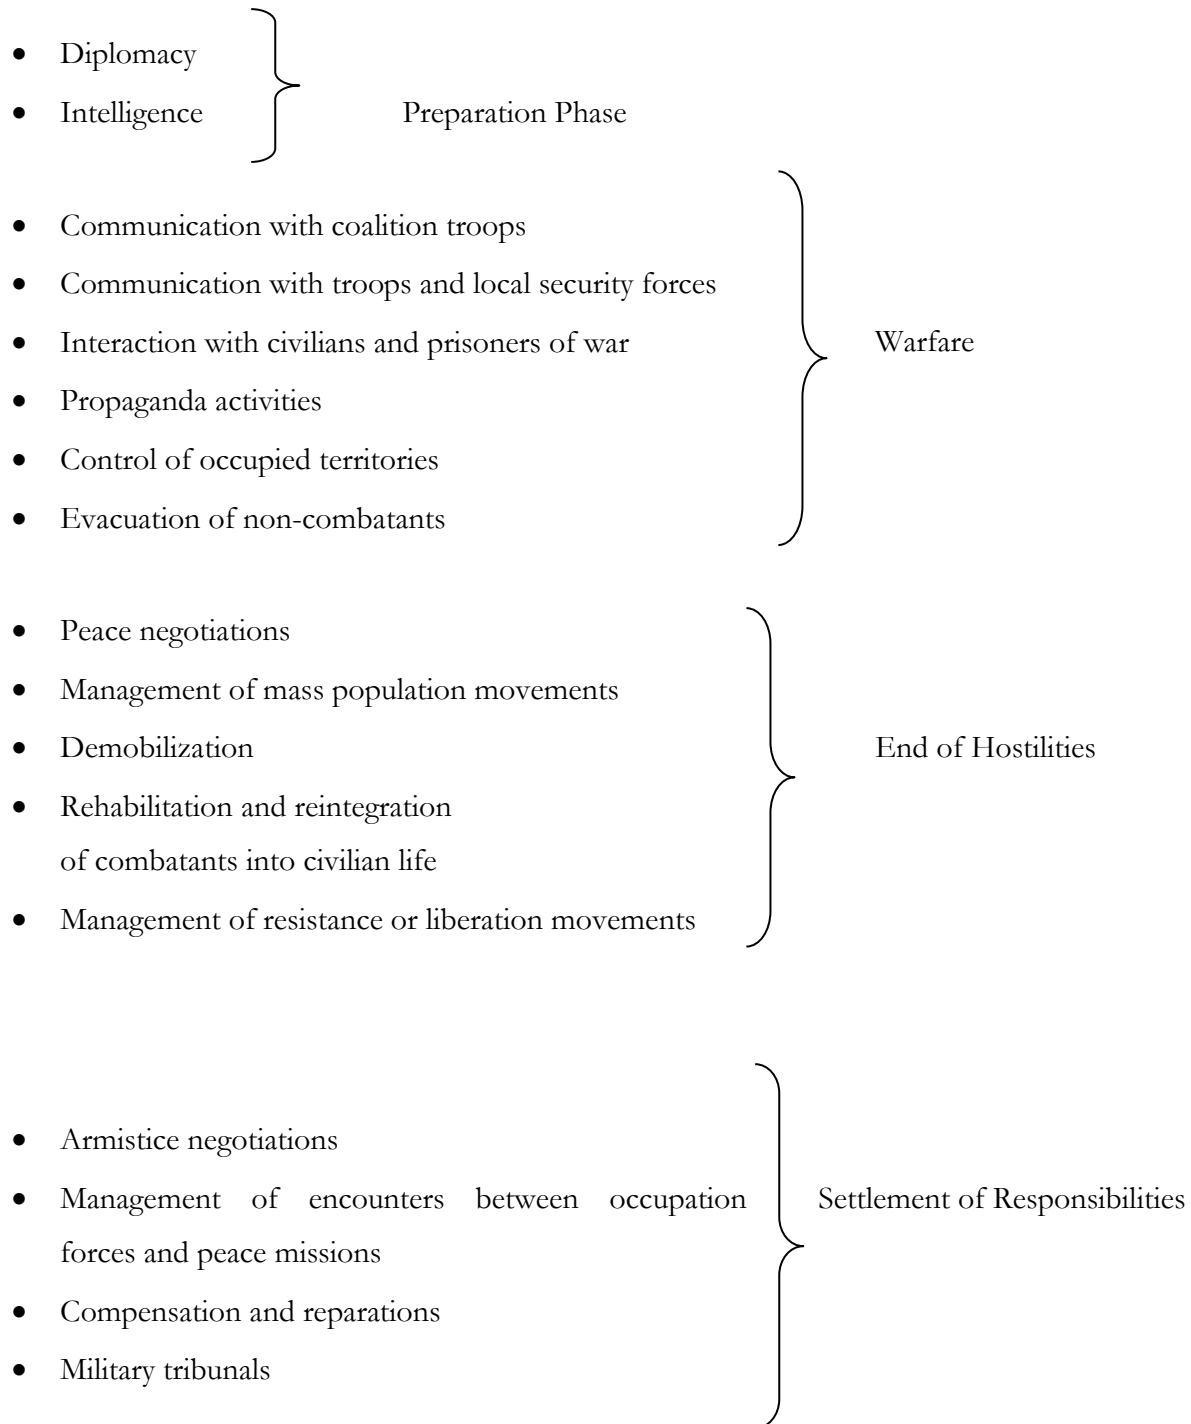 • Diplomacy
• Intelligence Preparation Phase
• Communication with coalition troops
• Communication with troops and local security forces
• Interaction with civilians and prisoners of war Warfare
• Propaganda activities
• Control of occupied territories
• Evacuation of non-combatants
• Peace negotiations
• Management of mass population movements
• Demobilization End of Hostilities
• Rehabilitation and reintegration
of combatants into civilian life
• Management of resistance or liberation movements
• Armistice negotiations
• Management of encounters between occupation Settlement of Responsibilities
forces and peace missions
• Compensation and reparations
• Military tribunals